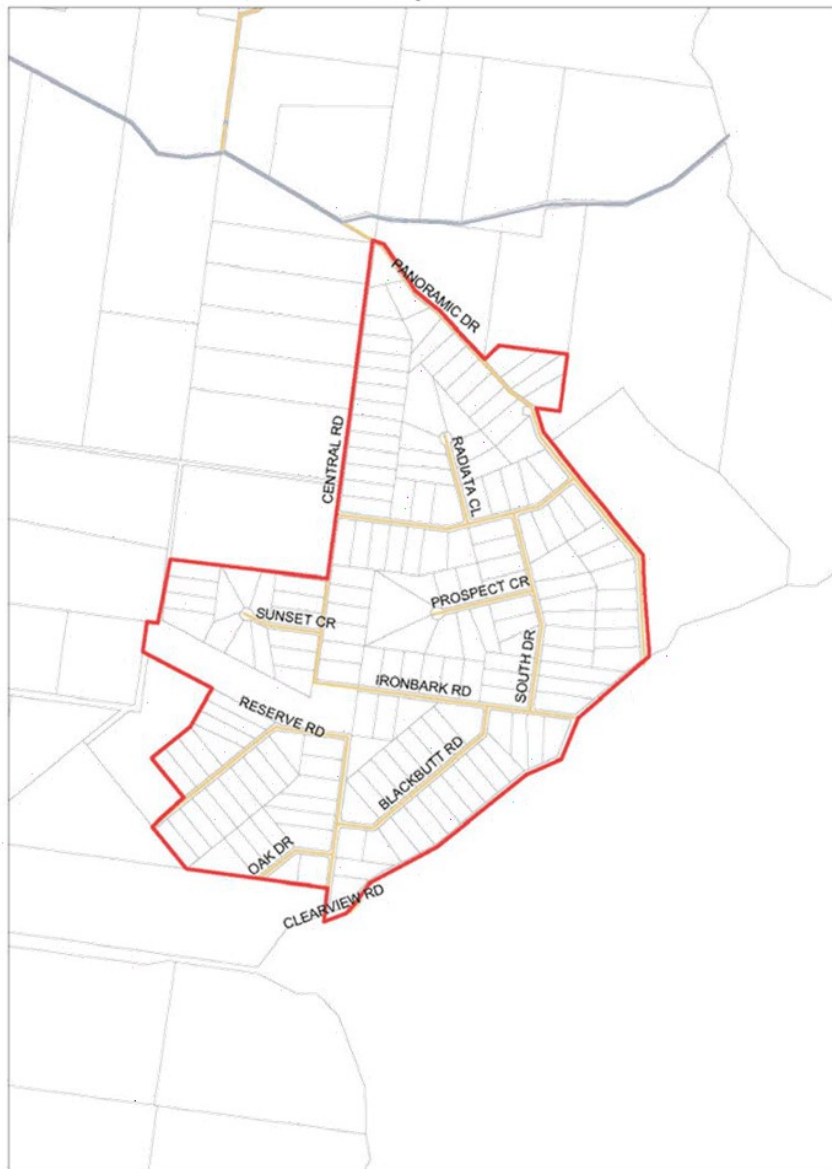 PANORAMIC DR
CENTRAL RD
RADIATA CL
PROSPECT CR
SUNSET CR
SOUTH DR
IRONBARK RD
RESERVE RD
BLACKBUTT RD
OAK DR
CLEARVIEW RD